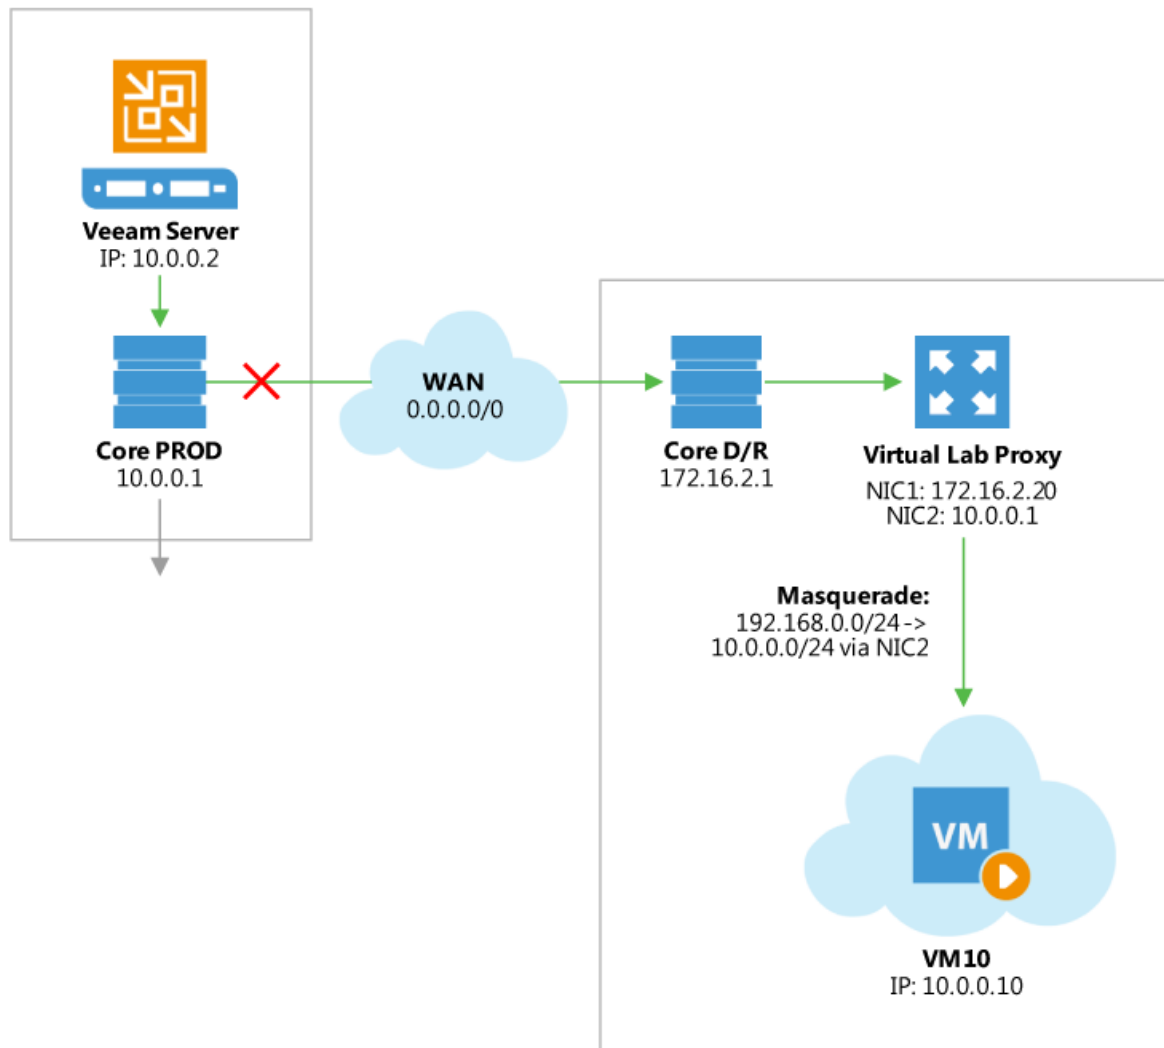 Veeam Server
IP: 10.0.0.2
Core PROD
10.0.0.1
WAN
0.0.0.0/0
Core D/R
172.16.2.1
Virtual Lab Proxy
NIC1: 172.16.2.20
NIC2: 10.0.0.1
Masquerade:
192.168.0.0/24 ->
10.0.0.0/24 via NIC2
VM
VM10
IP: 10.0.0.10